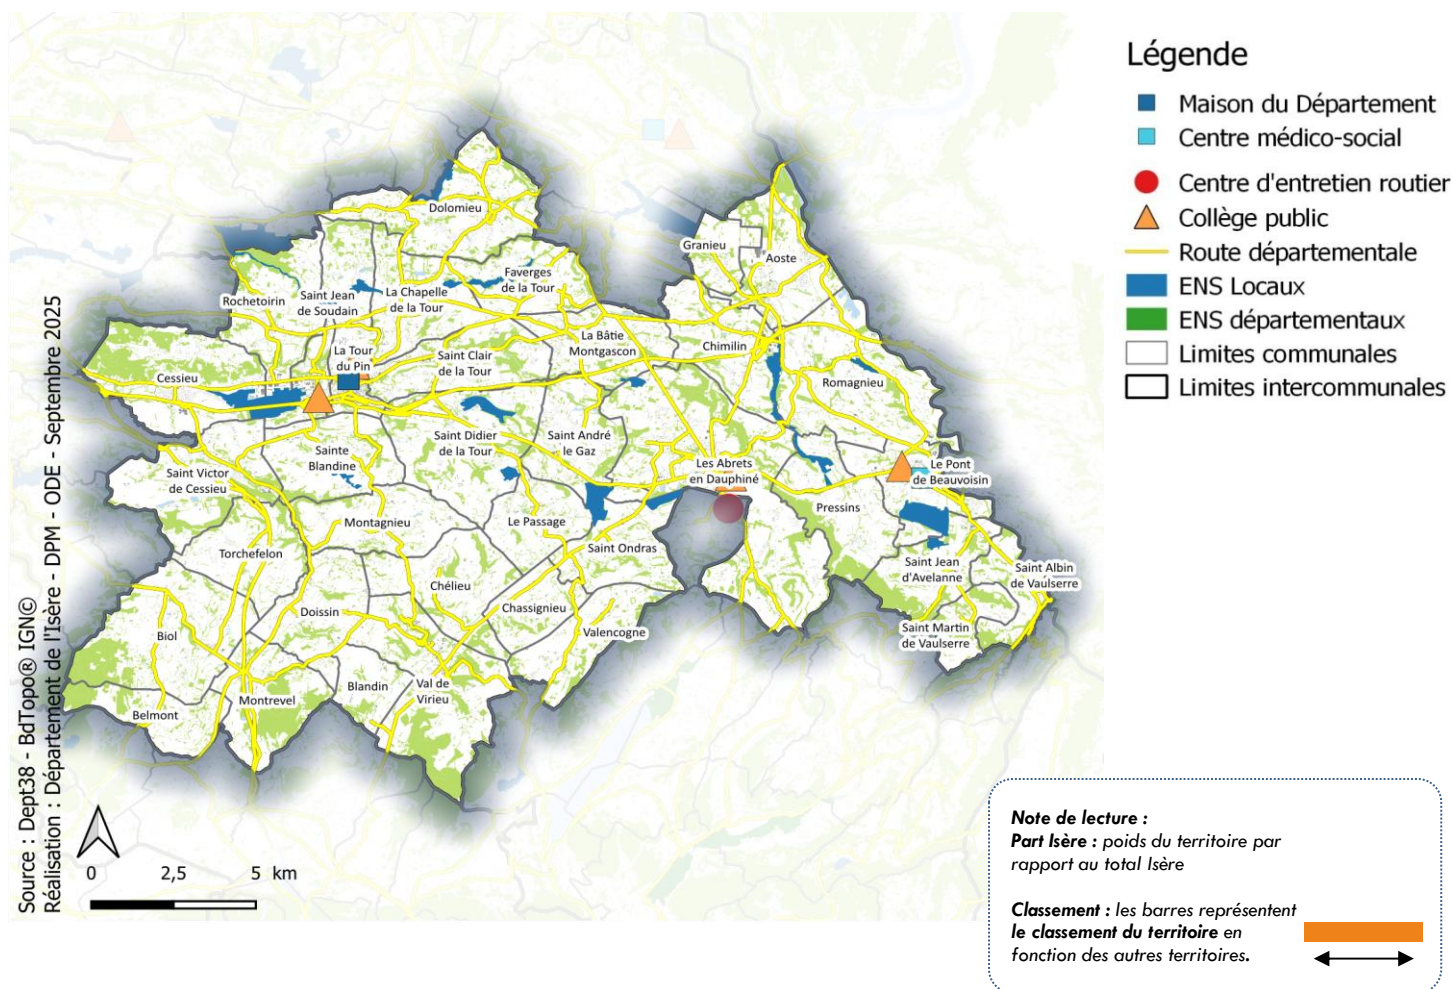 Légende
Maison du Département
Centre médico-social
Centre d'entretien routier
Collège public
Route départementale
ENS Locaux
ENS départementaux
Limites communales
Limites intercommunales
Dolomieu
Granieu
Aoste
Faverges
de la Tour
Rochetoirin
Saint Jean
de Soudain
La Chapelle
de la Tour
La Bâtie
Montgascon
Chimilin
La Tour
du Pin
Saint Clair
de la Tour
Cessieu
Romagnieu
Saint Didier
de la Tour
Saint André
le Gaz
Sainte
Blandine
Les Abrets
en Dauphiné
Le Pont
de Beauvoisin
Saint Victor
de Cessieu
Pressins
Montagnieu
Le Passage
Torchefelon
Saint Ondras
Saint Jean
d'Avelanne
Saint Albin
de Vaulserre
Chélieu
Doissin
Chassignieu
Biol
Valencogne
Saint Martin
de Vaulserre
Blandin
Val de
Virieu
Montrevel
Belmont
Source : Dept38 - BdTopo® IGN©
Réalisation : Département de l'Isère - DPM - ODE - Septembre 2025
0 2,5 5 km
Note de lecture :
Part Isère : poids du territoire par
rapport au total Isère
Classement : les barres représentent
le classement du territoire en
fonction des autres territoires.